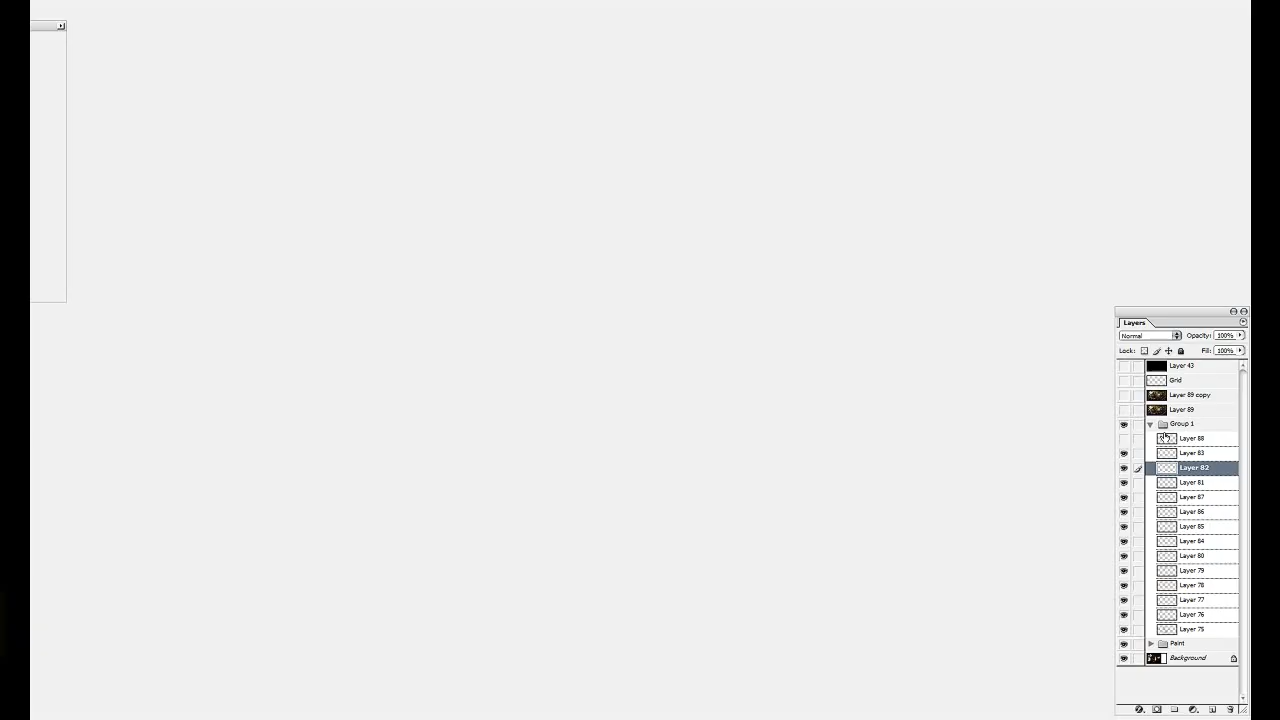 Layers
Normal Opacity: 100%
Lock: Fill: 100%
Layer 43
Grid
Layer 89 copy
Layer 89
Group 1
Layer 88
Layer 83
Layer 82
Layer 81
Layer 87
Layer 86
Layer 85
Layer 84
Layer 80
Layer 79
Layer 78
Layer 77
Layer 76
Layer 75
Paint
Background